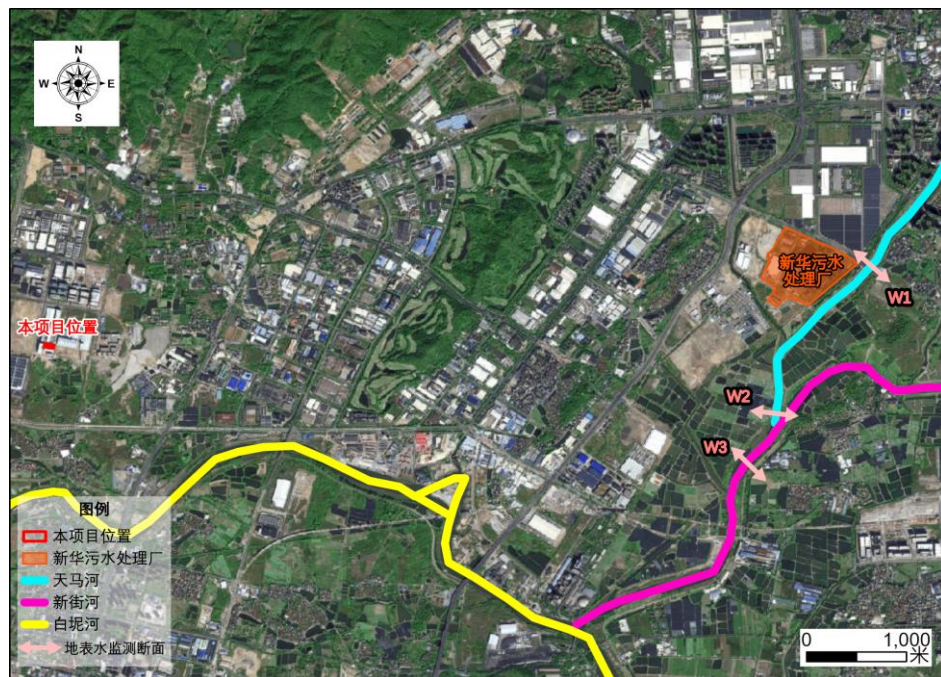 N
W
E
S
新华污水
处理厂
W1
本项目位置
W2
W3
图例
本项目位置
新华污水处理厂
天马河
新街河
白坭河
地表水监测断面
0
1,000
米